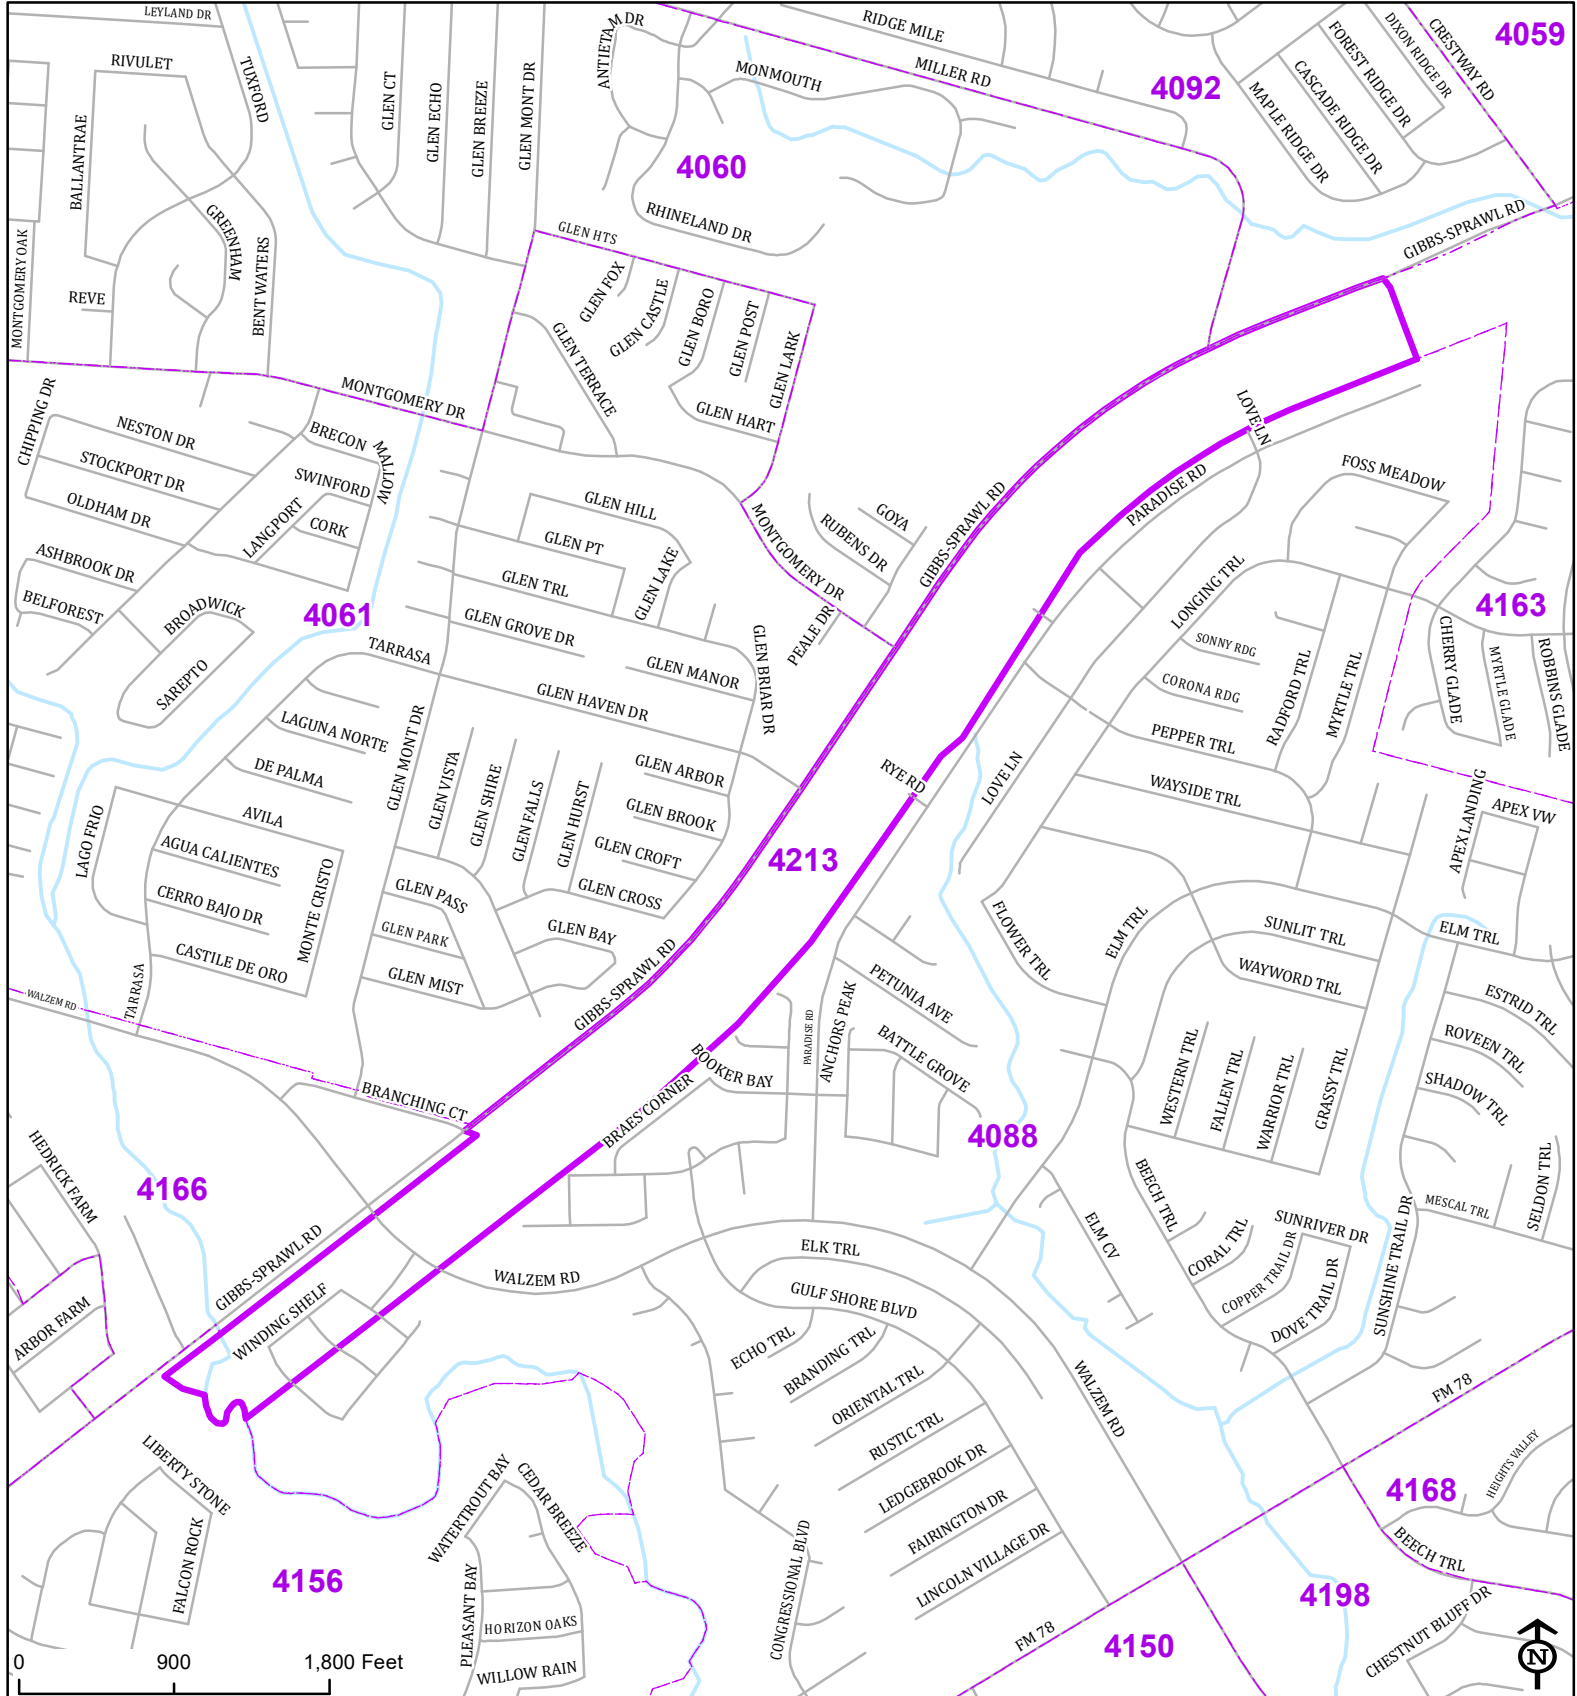 LEYLAND DR
RIVULET
TUXFORD
BALLANTRAE
GREENHAM
BENT WATERS
MONTGOMERY OAK
REVE
GLEN CT
GLEN ECHO
GLEN BREEZE
GLEN MONT DR
ANTIETAM DR
MONMOUTH
RIDGE MILE
MILLER RD
4060
4092
4059
CRESTWAY RD
DIXON RIDGE DR
FOREST RIDGE DR
CASCADE RIDGE DR
MAPLE RIDGE DR
RHINELAND DR
GIBBS-SPRAWL RD
GLEN HTS
GLEN FOX
GLEN CASTLE
GLEN BORO
GLEN POST
GLEN LARK
GLEN TERRACE
GLEN HART
MONTGOMERY DR
CHIPPING DR
NESTON DR
STOCKPORT DR
OLDHAM DR
BRECON
MALLOW
SWINFORD
LANGPORT
CORK
ASHBROOK DR
BELFOREST
BROADWICK
SAREPTO
4061
TARRASA
GLEN HILL
GLEN PT
GLEN TRL
GLEN LAKE
GLEN GROVE DR
GLEN MANOR
GLEN BRIAR DR
GLEN HAVEN DR
MONTGOMERY DR
GOYA
RUBENS DR
PEALE DR
GIBBS-SPRAWL RD
LOVE LN
PARADISE RD
FOSS MEADOW
LONGING TRL
SONNY RDG
CORONA RDG
RADFORD TRL
MYRTLE TRL
4163
CHERRY GLADE
MYRTLE GLADE
ROBBINS GLADE
PEPPER TRL
WAYSIDE TRL
APEX LANDING
APEX VW
LAGUNA NORTE
DE PALMA
GLEN MONT DR
AVILA
LAGO FRIO
AGUA CALIENTES
CERRO BAJO DR
CASTILE DE ORO
MONTE CRISTO
TARRASA
WALZEM RD
GLEN VISTA
GLEN SHIRE
GLEN FALLS
GLEN HURST
GLEN ARBOR
GLEN BROOK
GLEN CROFT
GLEN CROSS
GLEN PASS
GLEN PARK
GLEN MIST
GLEN BAY
GIBBS-SPRAWL RD
4213
RYE RD
LOVE LN
FLOWER TRL
ELM TRL
SUNLIT TRL
WAYWORD TRL
ELM TRL
ESTRID TRL
ROVEEN TRL
SHADOW TRL
SELDON TRL
MESCAL TRL
PETUNIA AVE
BATTLE GROVE
ANCHORS PEAK
PARADISE RD
BOOKER BAY
BRAES CORNER
BRANCHING CT
4088
WESTERN TRL
FALLEN TRL
WARRIOR TRL
GRASSY TRL
BEECH TRL
CORAL TRL
COPPER TRAIL DR
SUNRIVER DR
DOVE TRAIL DR
SUNSHINE TRAIL DR
ELM CV
4166
HEDRICK FARM
ARBOR FARM
GIBBS-SPRAWL RD
WINDING SHELF
WALZEM RD
ELK TRL
GULF SHORE BLVD
ECHO TRL
BRANDING TRL
ORIENTAL TRL
RUSTIC TRL
LEDGEBROOK DR
FAIRINGTON DR
LINCOLN VILLAGE DR
WALZEM RD
FM 78
4168
HEIGHTS VALLEY
BEECH TRL
4198
CHESTNUT BLUFF DR
4150
FM 78
CONGRESSIONAL BLVD
LIBERTY STONE
FALCON ROCK
4156
WATERTROUT BAY
CEDAR BREEZE
PLEASANT BAY
HORIZON OAKS
WILLOW RAIN
0 900 1,800 Feet
N